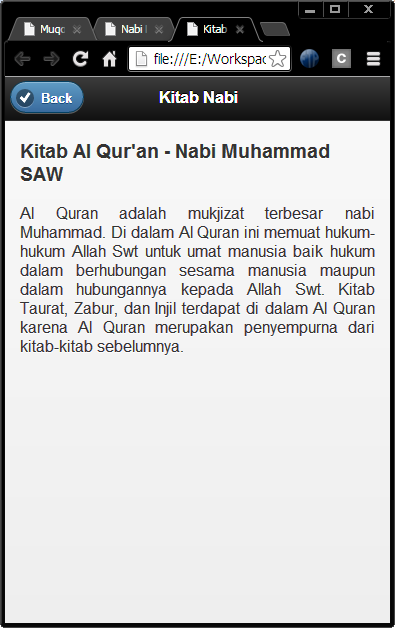 Muqo
Nabi
Kitab
file:///E:/Workspac
C
Back
Kitab Nabi
Kitab Al Qur'an - Nabi Muhammad
SAW
Al Quran adalah mukjizat terbesar nabi
Muhammad. Di dalam Al Quran ini memuat hukum-
hukum Allah Swt untuk umat manusia baik hukum
dalam berhubungan sesama manusia maupun
dalam hubungannya kepada Allah Swt. Kitab
Taurat, Zabur, dan Injil terdapat di dalam Al Quran
karena Al Quran merupakan penyempurna dari
kitab-kitab sebelumnya.